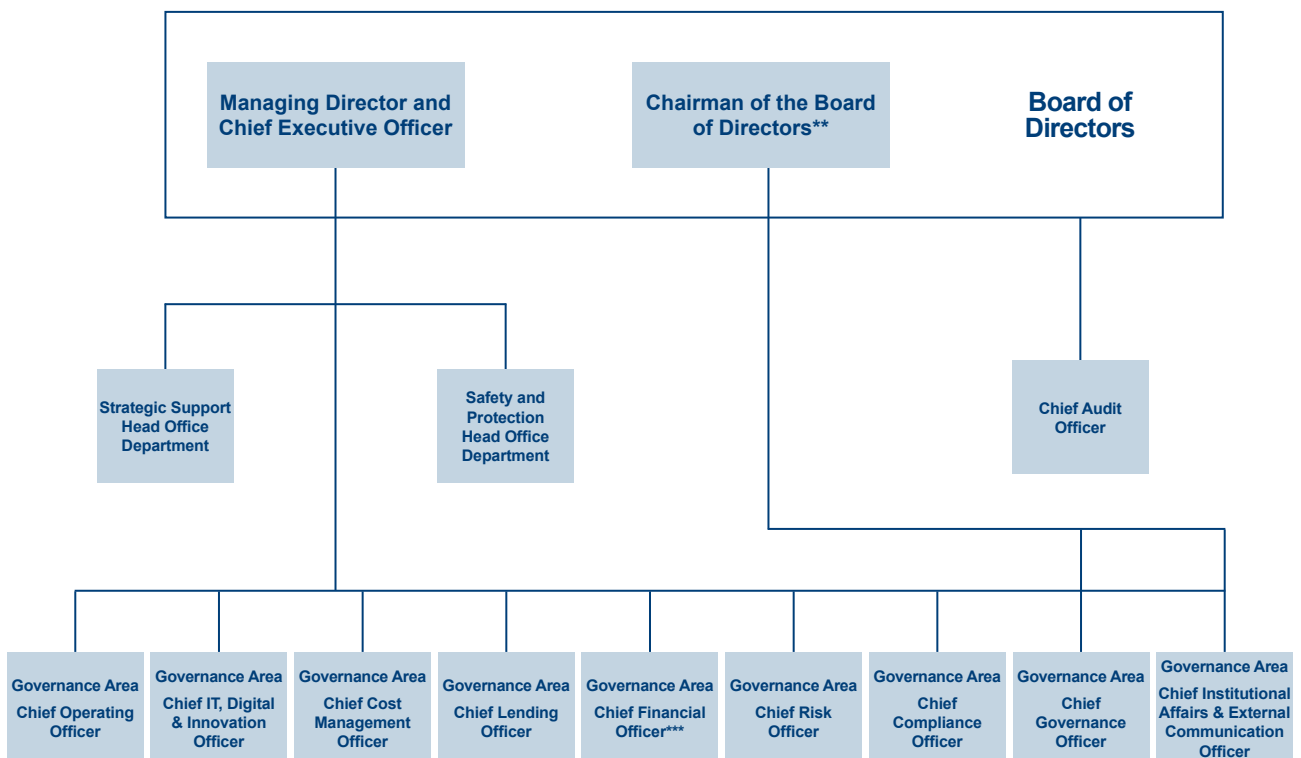 Managing Director and
Chief Executive Officer
Chairman of the Board
of Directors**
Board of
Directors
Strategic Support
Head Office
Department
Safety and
Protection
Head Office
Department
Chief Audit
Officer
Governance Area
Chief Operating
Officer
Governance Area
Chief IT, Digital
& Innovation
Officer
Governance Area
Chief Cost
Management
Officer
Governance Area
Chief Lending
Officer
Governance Area
Chief Financial
Officer***
Governance Area
Chief Risk
Officer
Governance Area
Chief
Compliance
Officer
Governance Area
Chief
Governance
Officer
Governance Area
Chief Institutional
Affairs & External
Communication
Officer